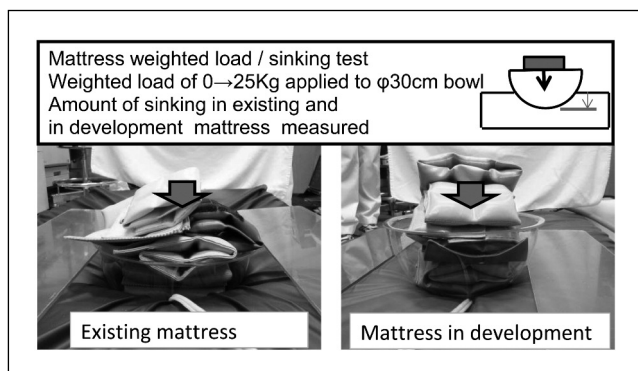 Mattress weighted load / sinking test
Weighted load of 0→25Kg applied to φ30cm bowl
Amount of sinking in existing and
in development mattress measured
Existing mattress
Mattress in development